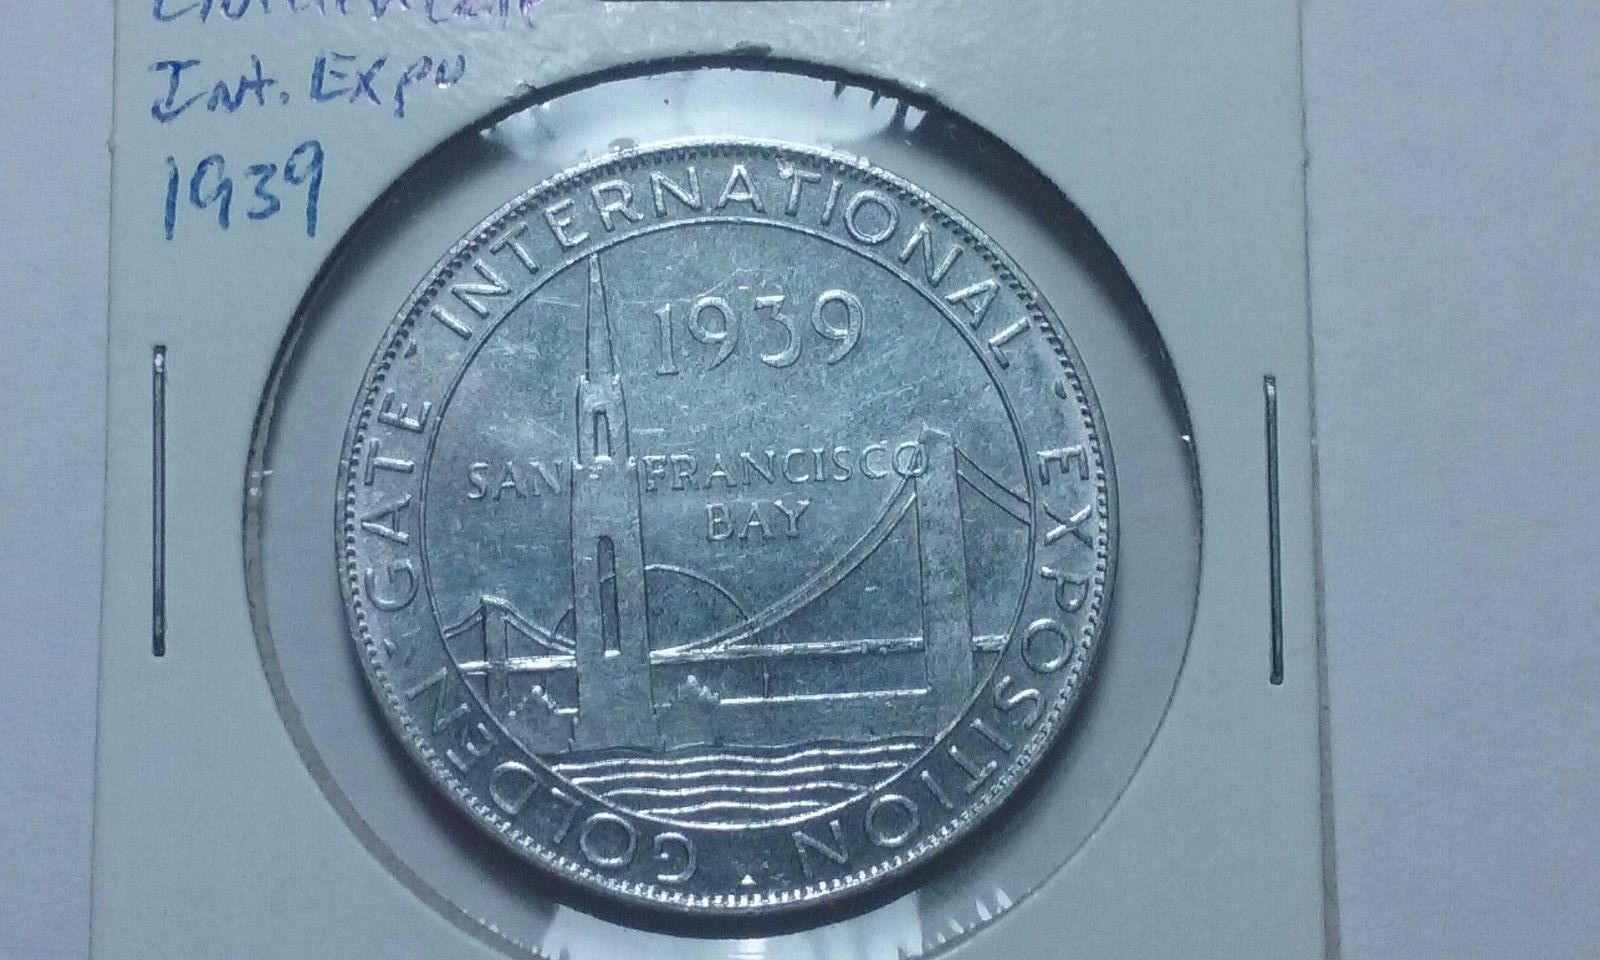 Int. Expo
1939
GOLDEN GATE INTERNATIONAL EXPOSITION
1939
SAN FRANCISCO
BAY